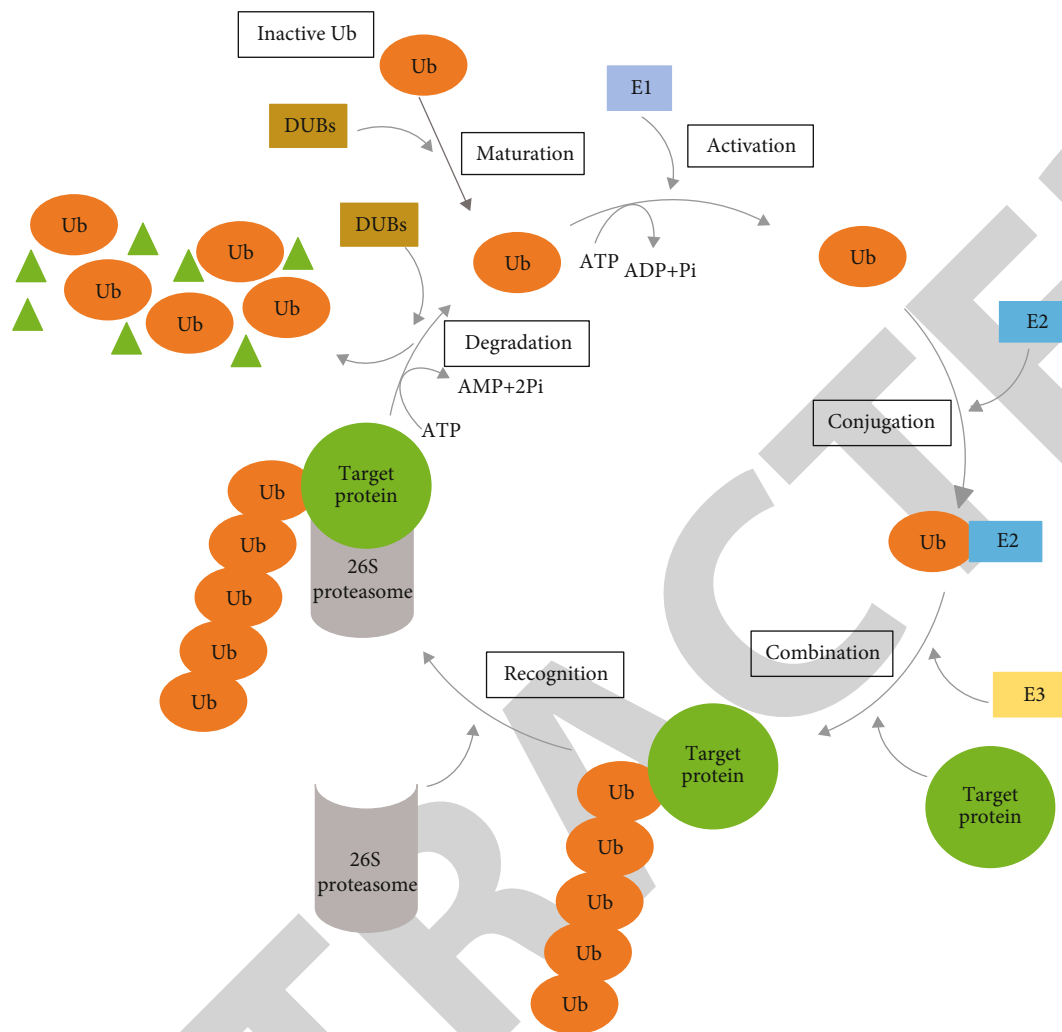 Inactive Ub
Ub
E1
DUBs
Maturation
Activation
DUBs
Ub
Ub
Ub
Ub
Ub
Ub
ATP
ADP+Pi
Ub
Ub
E2
Degradation
AMP+2Pi
ATP
Conjugation
Target
protein
Ub
Ub
Ub
Ub
Ub
26S
proteasome
Ub
E2
Combination
Recognition
E3
Target
protein
Ub
Ub
Ub
Ub
Ub
Target
protein
26S
proteasome